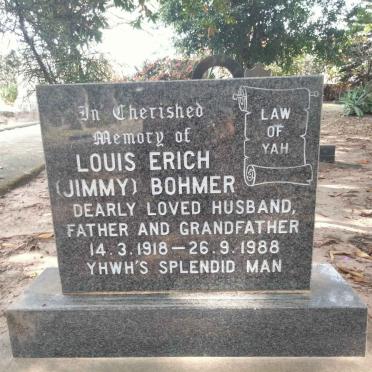 In Cherished
Memory of
LOUIS ERICH
(JIMMY) BOHMER
DEARLY LOVED HUSBAND,
FATHER AND GRANDFATHER
14.3.1918–26.9.1988
YHWH'S SPLENDID MAN
LAW
OF
YAH